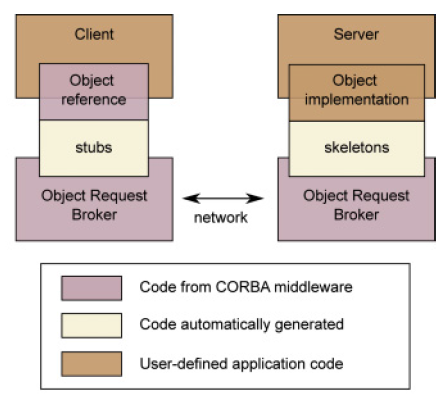 Client
Object
reference
stubs
Object Request
Broker
network
Server
Object
implementation
skeletons
Object Request
Broker
Code from CORBA middleware
Code automatically generated
User-defined application code